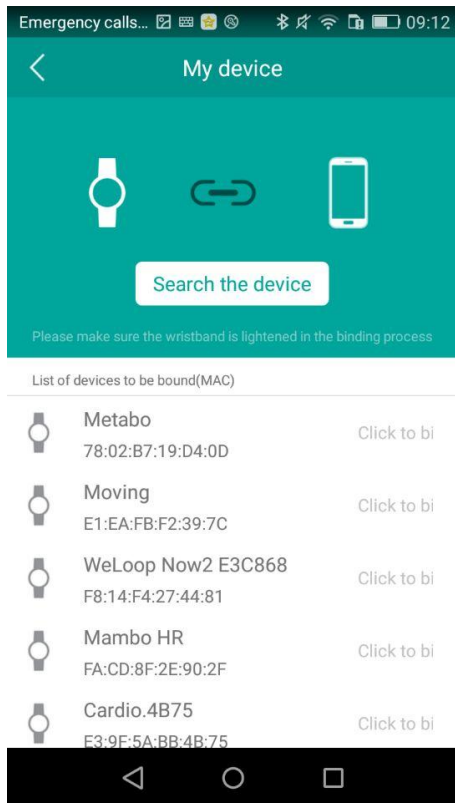 Emergency calls... 09:12
My device
Search the device
Please make sure the wristband is lightened in the binding process
List of devices to be bound(MAC)
Metabo
78:02:B7:19:D4:0D
Click to bi
Moving
E1:EA:FB:F2:39:7C
Click to bi
WeLoop Now2 E3C868
F8:14:F4:27:44:81
Click to bi
Mambo HR
FA:CD:8F:2E:90:2F
Click to bi
Cardio.4B75
E3:9F:5A:BB:4B:75
Click to bi